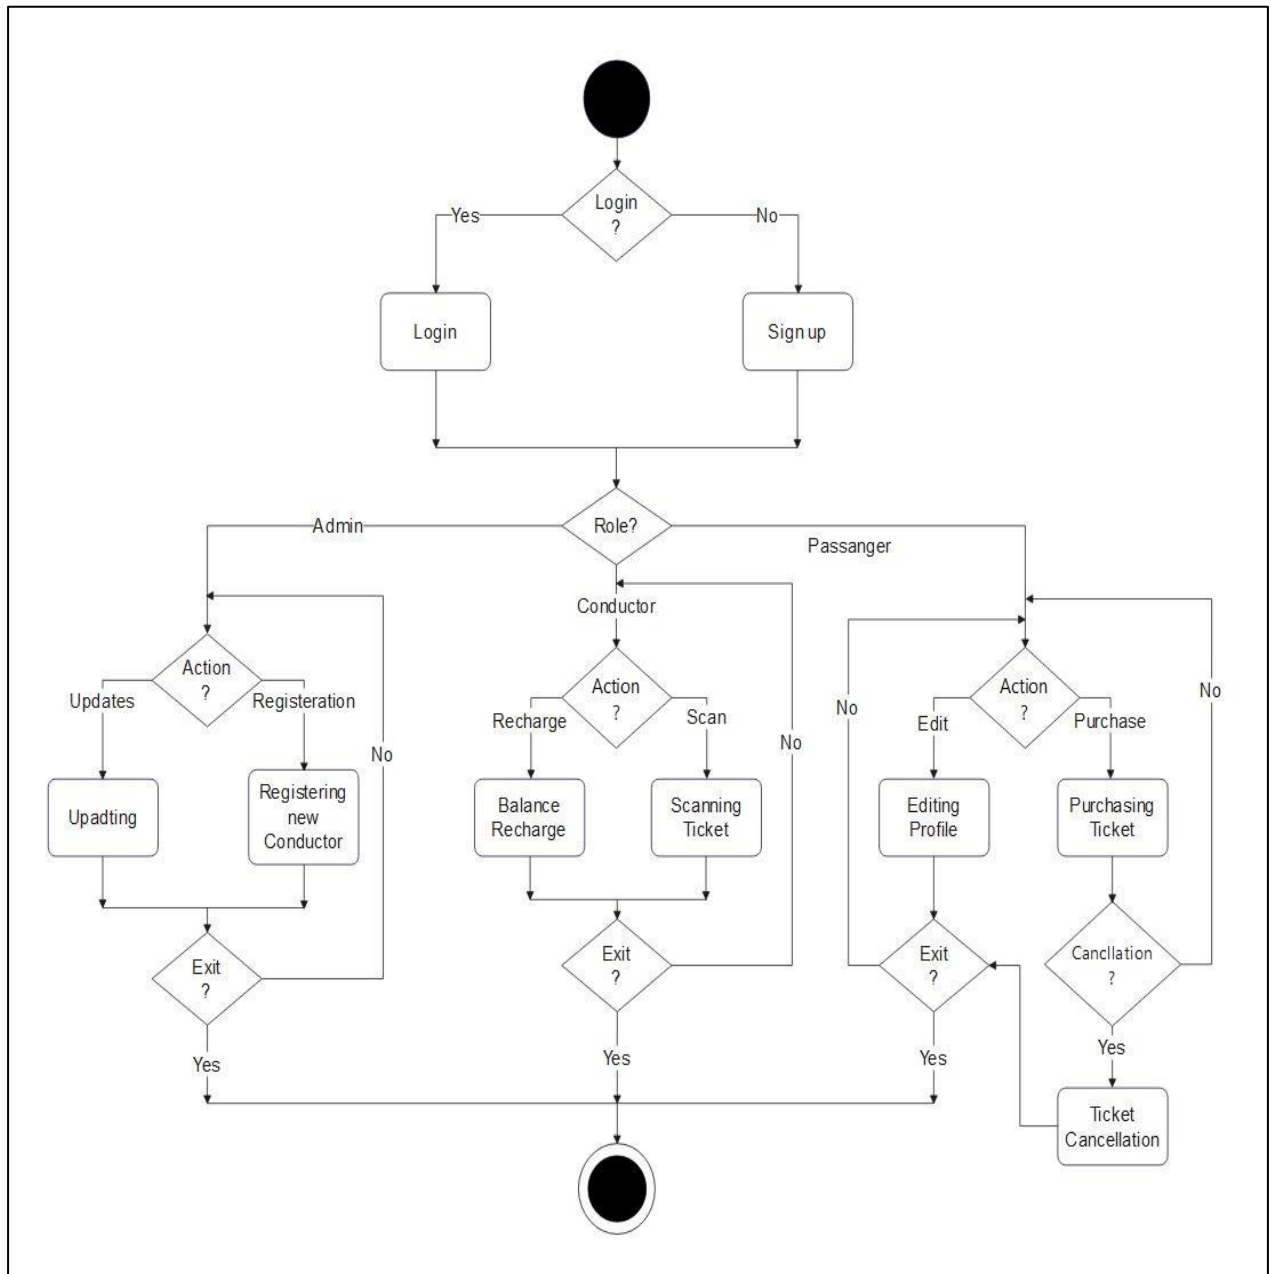 Login
?
Yes
No
Login
Sign up
Role?
Admin
Passanger
Conductor
Action
?
Updates
Registeration
No
Upadting
Registering
new
Conductor
Exit
?
Yes
Action
?
Recharge
Scan
No
Balance
Recharge
Scanning
Ticket
Exit
?
Yes
Action
?
No
No
Edit
Purchase
Editing
Profile
Purchasing
Ticket
Exit
?
Cancllation
?
Yes
Yes
Ticket
Cancellation